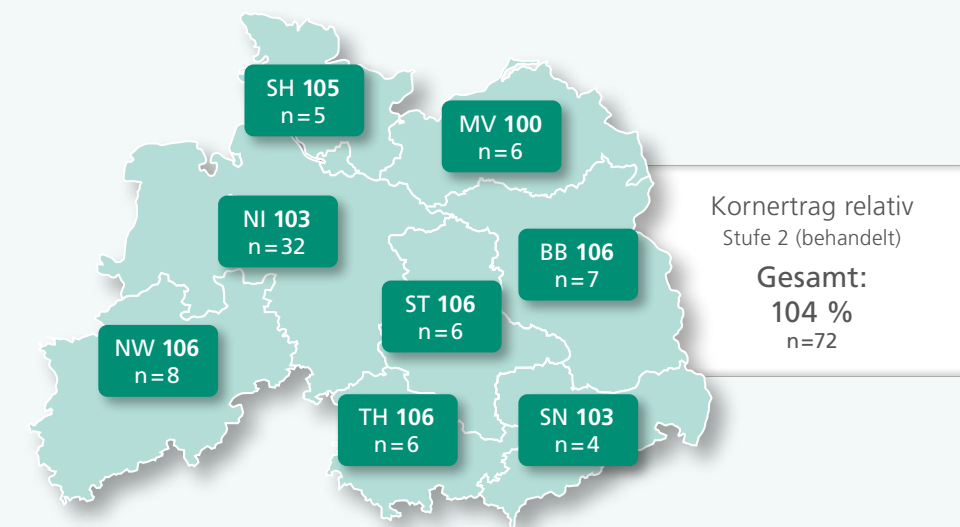 SH 105
n=5
MV 100
n=6
NI 103
n=32
BB 106
n=7
ST 106
n=6
NW 106
n=8
TH 106
n=6
SN 103
n=4
Kornertrag relativ
Stufe 2 (behandelt)
Gesamt:
104 %
n=72